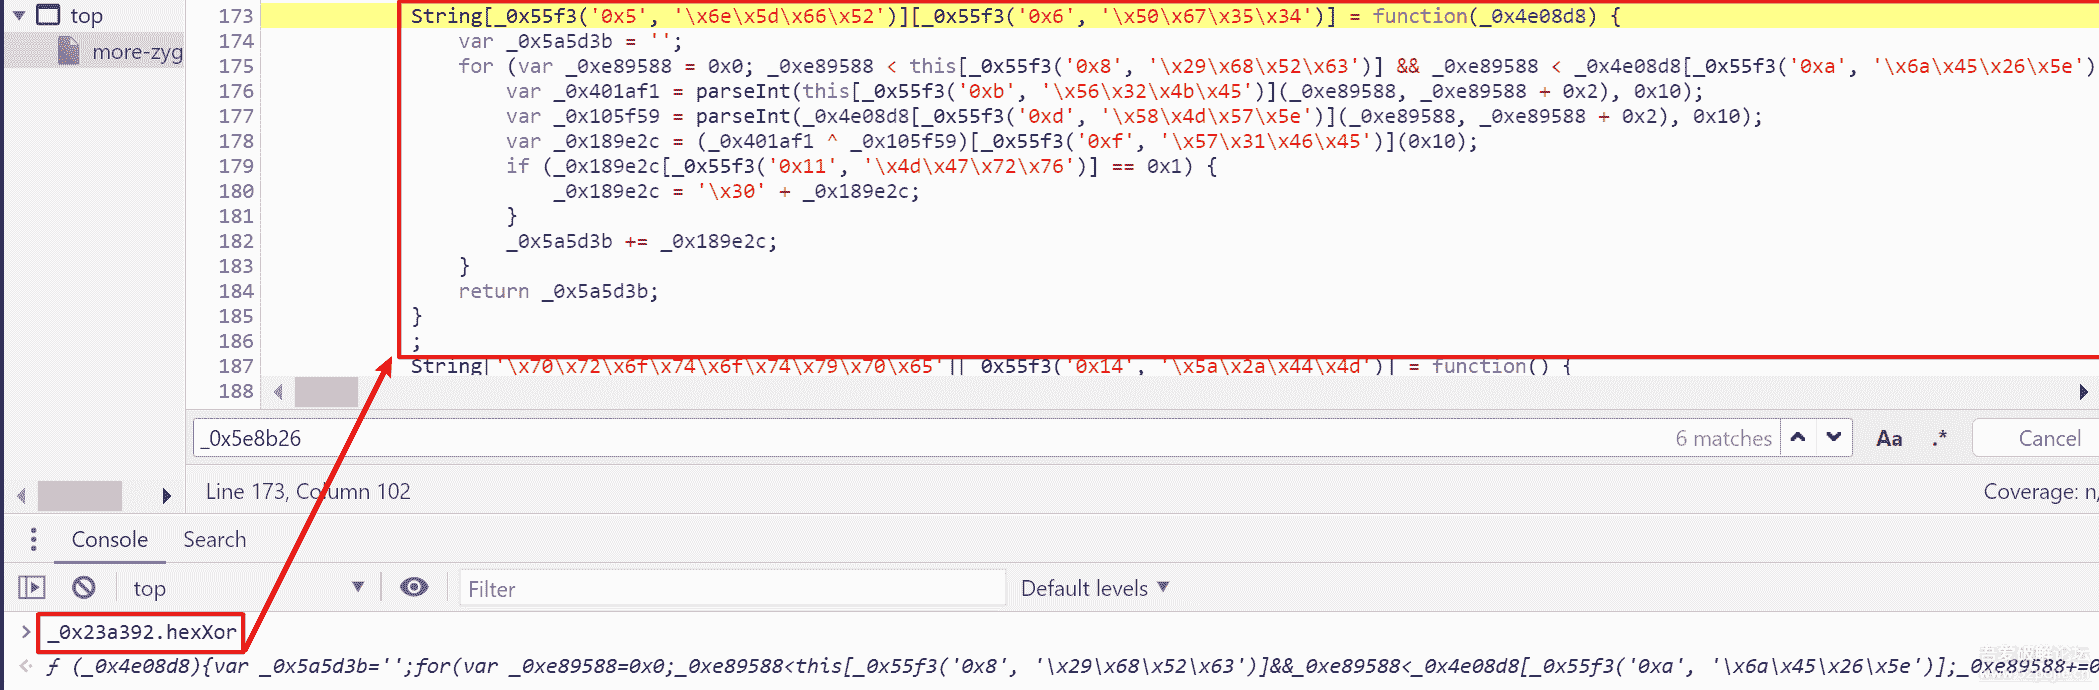 top
more-zyg
173 String[_0x55f3('0x5', '\x6e\x5d\x66\x52')][_0x55f3('0x6', '\x50\x67\x35\x34')] = function(_0x4e08d8) {
174 var _0x5a5d3b = '';
175 for (var _0xe89588 = 0x0; _0xe89588 < this[_0x55f3('0x8', '\x29\x68\x52\x63')] && _0xe89588 < _0x4e08d8[_0x55f3('0xa', '\x6a\x45\x26\x5e')
176 var _0x401af1 = parseInt(this[_0x55f3('0xb', '\x56\x32\x4b\x45')](_0xe89588, _0xe89588 + 0x2), 0x10);
177 var _0x105f59 = parseInt(_0x4e08d8[_0x55f3('0xd', '\x58\x4d\x57\x5e')](_0xe89588, _0xe89588 + 0x2), 0x10);
178 var _0x189e2c = (_0x401af1 ^ _0x105f59)[_0x55f3('0xf', '\x57\x31\x46\x45')](0x10);
179 if (_0x189e2c[_0x55f3('0x11', '\x4d\x47\x72\x76')] == 0x1) {
180 _0x189e2c = '\x30' + _0x189e2c;
181 }
182 _0x5a5d3b += _0x189e2c;
183 }
184 return _0x5a5d3b;
185 }
186 ;
187 String['\x70\x72\x6f\x74\x6f\x74\x79\x70\x65'][_0x55f3('0x14', '\x5a\x2a\x44\x4d')] = function() {
188
_0x5e8b26 6 matches Aa .* Cancel
Line 173, Column 102 Coverage: n/
Console Search
top Filter Default levels
> _0x23a392.hexXor
ƒ (_0x4e08d8){var _0x5a5d3b='';for(var _0xe89588=0x0;_0xe89588<this[_0x55f3('0x8', '\x29\x68\x52\x63')]&&_0xe89588<_0x4e08d8[_0x55f3('0xa', '\x6a\x45\x26\x5e')];_0xe89588+=0